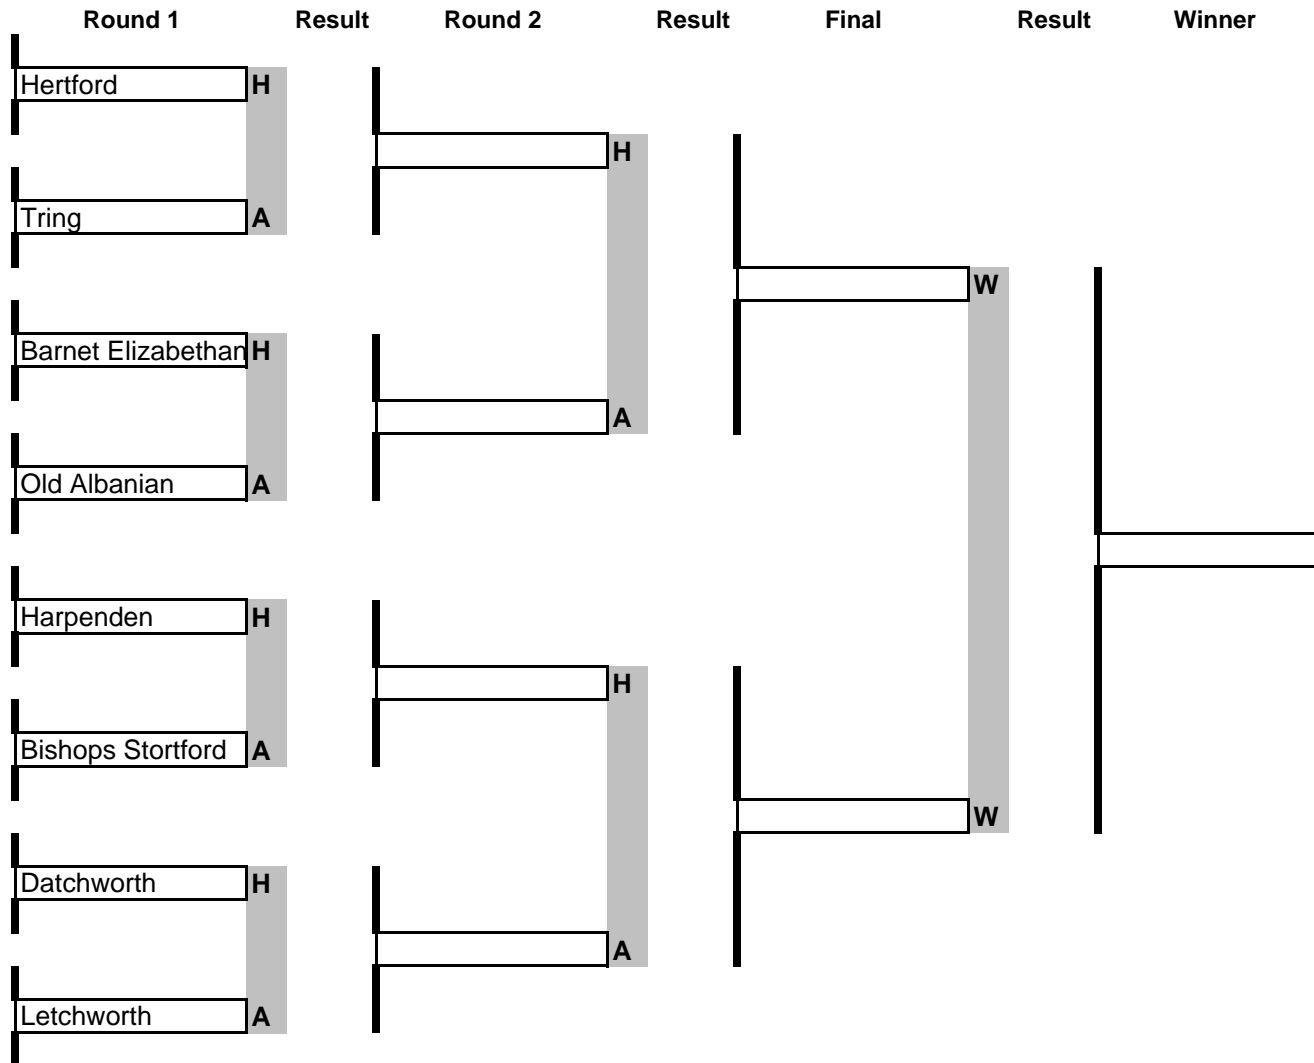 Round 1 Result Round 2 Result Final Result Winner
Hertford H
H
Tring A
W
Barnet Elizabethan H
A
Old Albanian A
Harpenden H
H
Bishops Stortford A
W
Datchworth H
A
Letchworth A